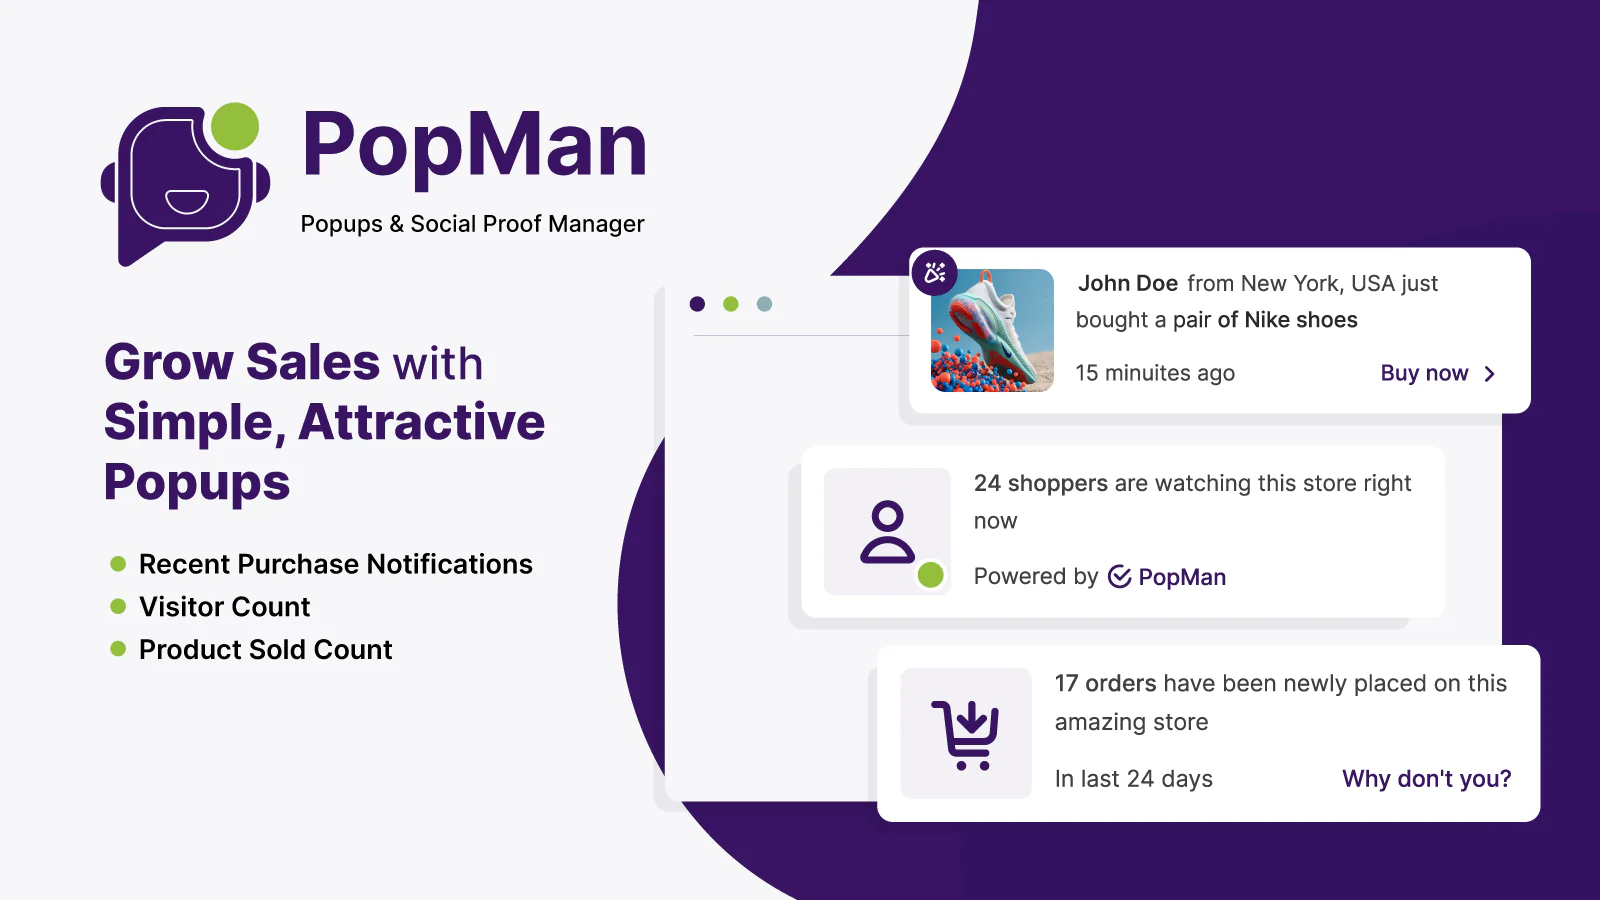 PopMan
Popups & Social Proof Manager
Grow Sales with
Simple, Attractive
Popups
Recent Purchase Notifications
Visitor Count
Product Sold Count
John Doe from New York, USA just
bought a pair of Nike shoes
15 minuites ago
Buy now
24 shoppers are watching this store right
now
Powered by PopMan
17 orders have been newly placed on this
amazing store
In last 24 days
Why don't you?